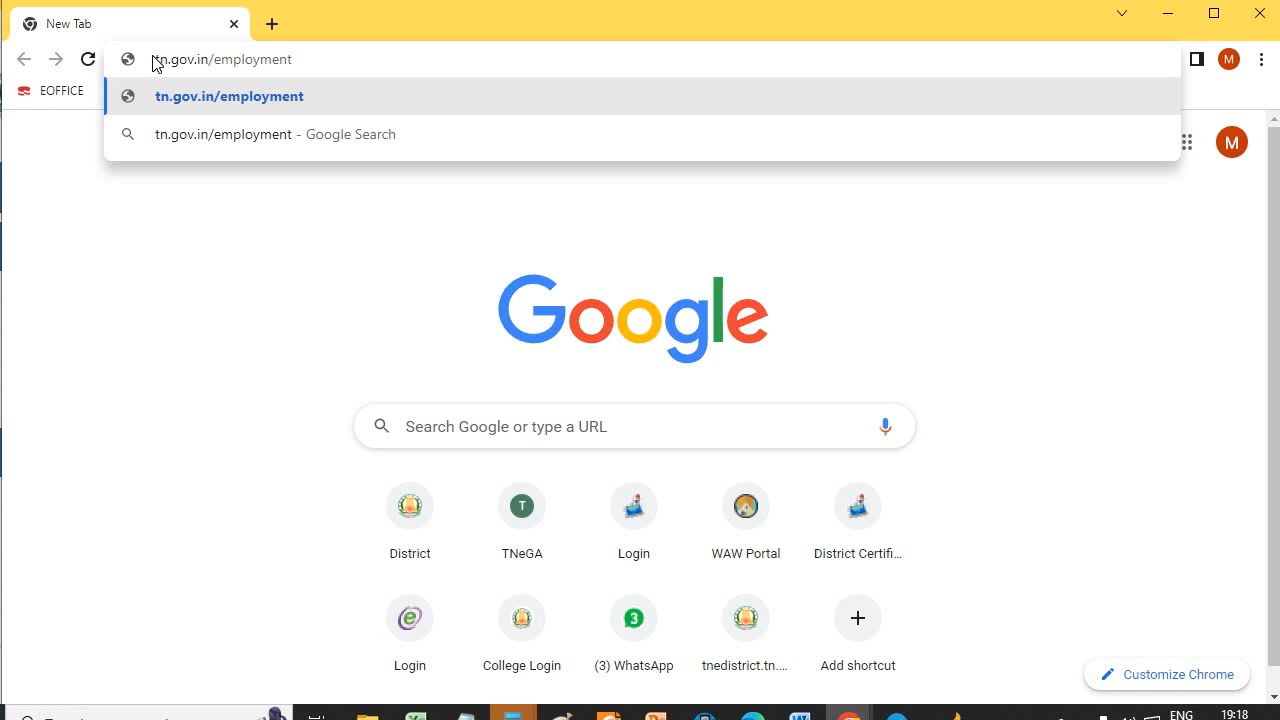 New Tab
tn.gov.in/employment
M
EOFFICE
tn.gov.in/employment
tn.gov.in/employment - Google Search
M
Google
Search Google or type a URL
T
District
TNeGA
Login
WAW Portal
District Certifi...
3
Login
College Login
(3) WhatsApp
tnedistrict.tn....
Add shortcut
Customize Chrome
ENG
19:18